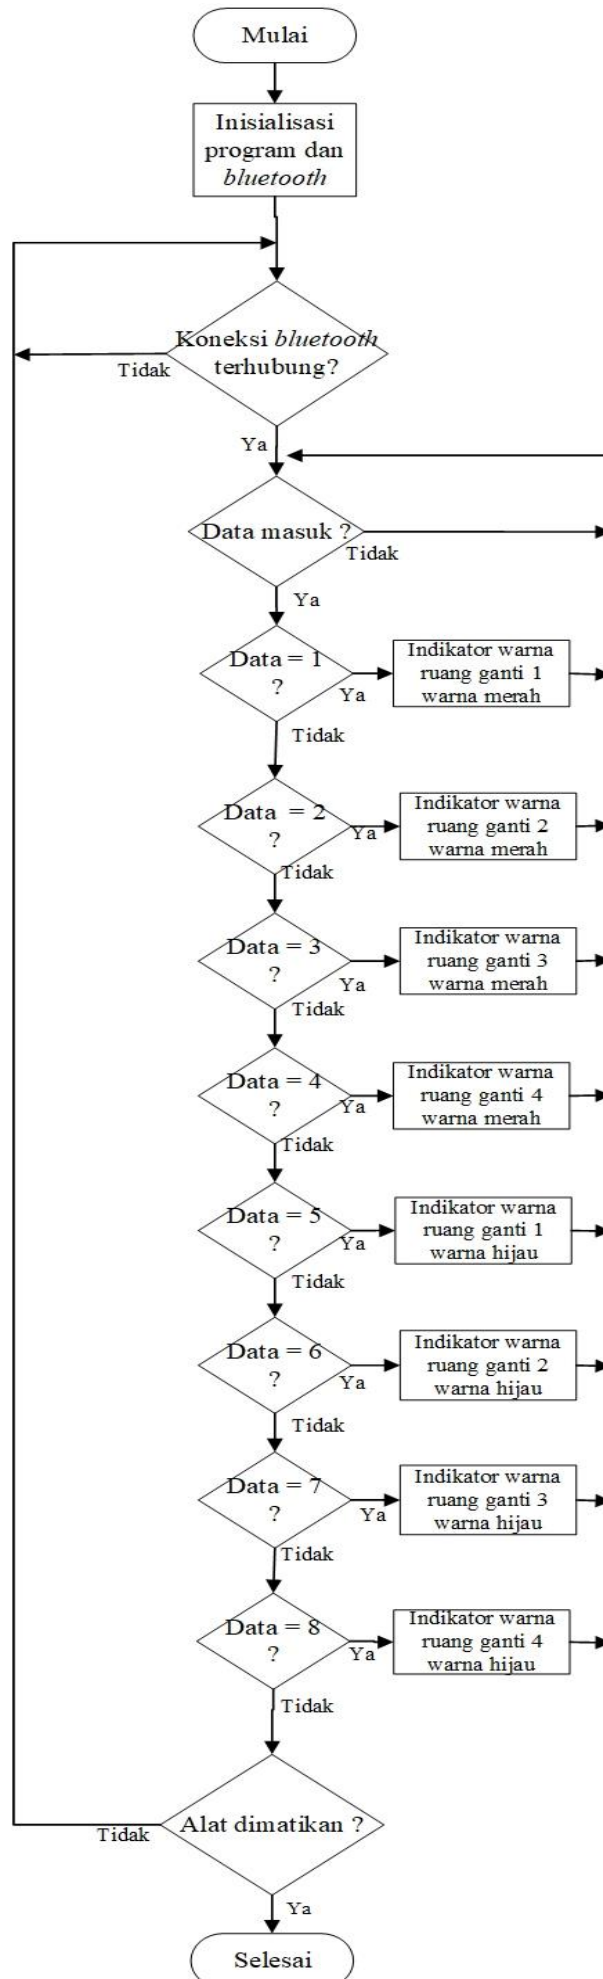 Mulai
Inisialisasi
program dan
bluetooth
Koneksi bluetooth
terhubung?
Tidak
Ya
Data masuk ?
Tidak
Ya
Data = 1
?
Ya
Indikator warna
ruang ganti 1
warna merah
Tidak
Data = 2
?
Ya
Indikator warna
ruang ganti 2
warna merah
Tidak
Data = 3
?
Ya
Indikator warna
ruang ganti 3
warna merah
Tidak
Data = 4
?
Ya
Indikator warna
ruang ganti 4
warna merah
Tidak
Data = 5
?
Ya
Indikator warna
ruang ganti 1
warna hijau
Tidak
Data = 6
?
Ya
Indikator warna
ruang ganti 2
warna hijau
Tidak
Data = 7
?
Ya
Indikator warna
ruang ganti 3
warna hijau
Tidak
Data = 8
?
Ya
Indikator warna
ruang ganti 4
warna hijau
Tidak
Alat dimatikan ?
Tidak
Ya
Selesai